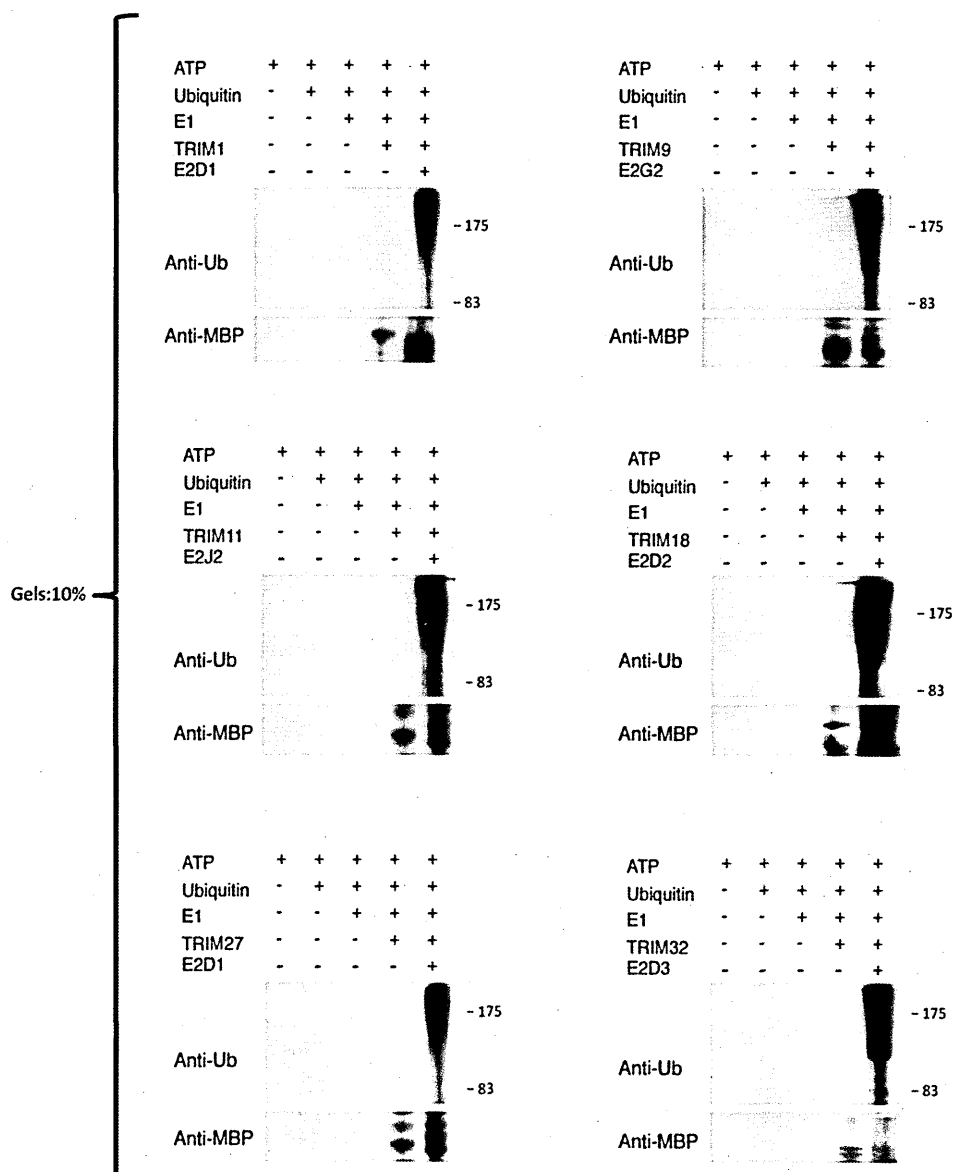 ATP + + + + +
Ubiquitin - + + + +
E1 - - + + +
TRIM1 - - - + +
E2D1 - - - - +
- 175
Anti-Ub
- 83
Anti-MBP
ATP + + + + +
Ubiquitin - + + + +
E1 - - + + +
TRIM9 - - - + +
E2G2 - - - - +
- 175
Anti-Ub
- 83
Anti-MBP
Gels:10%
ATP + + + + +
Ubiquitin - + + + +
E1 - - + + +
TRIM11 - - - + +
E2J2 - - - - +
- 175
Anti-Ub
- 83
Anti-MBP
ATP + + + + +
Ubiquitin - + + + +
E1 - - + + +
TRIM18 - - - + +
E2D2 - - - - +
- 175
Anti-Ub
- 83
Anti-MBP
ATP + + + + +
Ubiquitin - + + + +
E1 - - + + +
TRIM27 - - - + +
E2D1 - - - - +
- 175
Anti-Ub
- 83
Anti-MBP
ATP + + + + +
Ubiquitin - + + + +
E1 - - + + +
TRIM32 - - - + +
E2D3 - - - - +
- 175
Anti-Ub
- 83
Anti-MBP